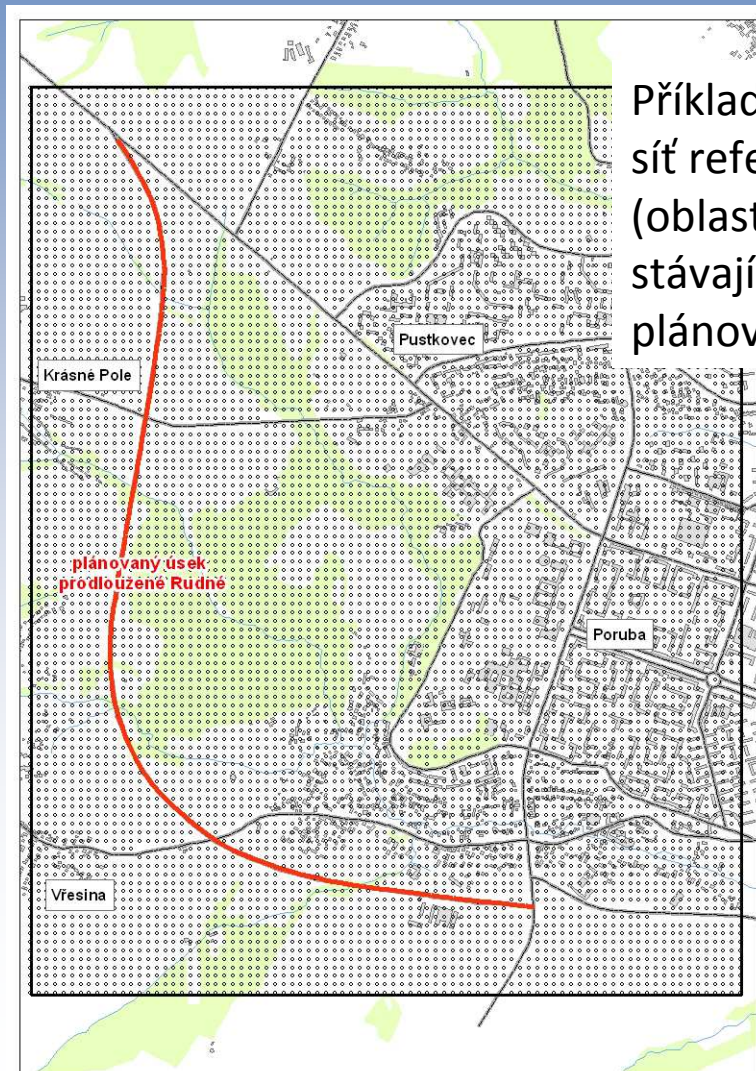 Příklad
síť refe
(oblast
stávají
plánov
Pustkovec
Krásné Pole
plánovaný úsek
prodloužené Rudné
Poruba
Vřesina